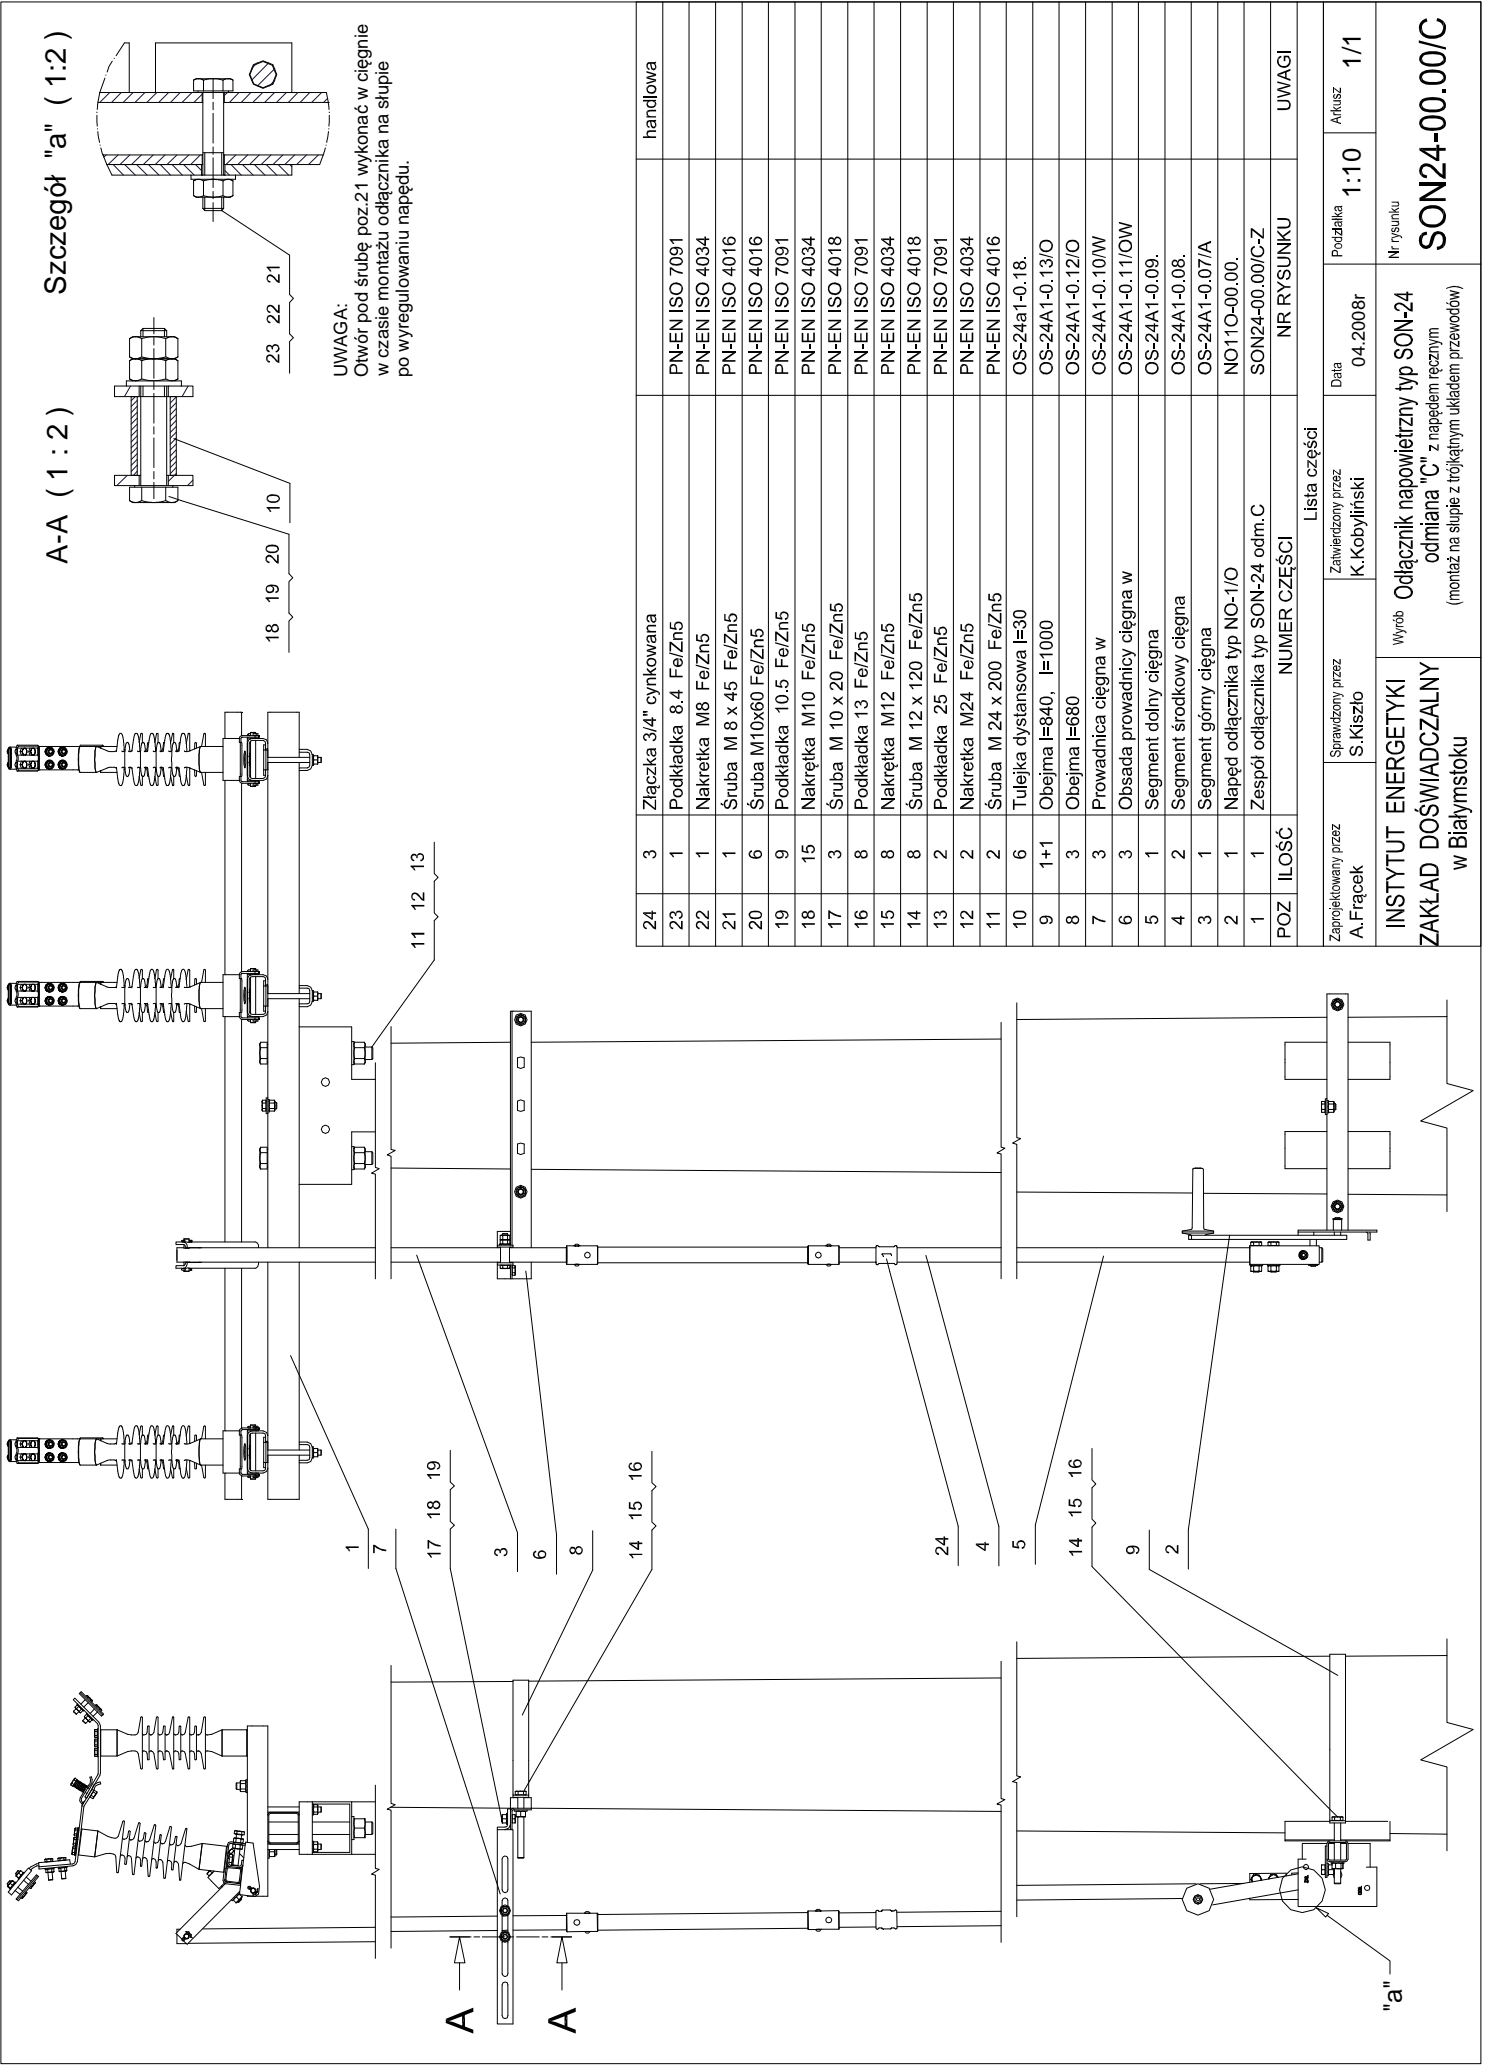 A-A ( 1 : 2 )
Szczegół "a" ( 1:2 )
18 19 20 10
23 22 21
UWAGA:
Otwór pod śrubę poz.21 wykonać w cięgnie
w czasie montażu odłącznika na słupie
po wyregulowaniu napędu.
11 12 13
1
7
17 18 19
3
6
8
14 15 16
24
4
5
14 15 16
9
2
A
A
"a"
24 3 Złączka 3/4" cynkowana handlowa
23 1 Podkładka 8.4 Fe/Zn5 PN-EN ISO 7091
22 1 Nakretka M8 Fe/Zn5 PN-EN ISO 4034
21 1 Śruba M 8 x 45 Fe/Zn5 PN-EN ISO 4016
20 6 Śruba M10x60 Fe/Zn5 PN-EN ISO 4016
19 9 Podkładka 10.5 Fe/Zn5 PN-EN ISO 7091
18 15 Nakrętka M10 Fe/Zn5 PN-EN ISO 4034
17 3 Śruba M 10 x 20 Fe/Zn5 PN-EN ISO 4018
16 8 Podkładka 13 Fe/Zn5 PN-EN ISO 7091
15 8 Nakrętka M12 Fe/Zn5 PN-EN ISO 4034
14 8 Śruba M 12 x 120 Fe/Zn5 PN-EN ISO 4018
13 2 Podkładka 25 Fe/Zn5 PN-EN ISO 7091
12 2 Nakretka M24 Fe/Zn5 PN-EN ISO 4034
11 2 Śruba M 24 x 200 Fe/Zn5 PN-EN ISO 4016
10 6 Tulejka dystansowa l=30 OS-24a1-0.18.
9 1+1 Obejma l=840, l=1000 OS-24A1-0.13/O
8 3 Obejma l=680 OS-24A1-0.12/O
7 3 Prowadnica cięgna w OS-24A1-0.10/W
6 3 Obsada prowadnicy cięgna w OS-24A1-0.11/OW
5 1 Segment dolny cięgna OS-24A1-0.09.
4 2 Segment środkowy cięgna OS-24A1-0.08.
3 1 Segment górny cięgna OS-24A1-0.07/A
2 1 Napęd odłącznika typ NO-1/O NO11O-00.00.
1 1 Zespół odłącznika typ SON-24 odm.C SON24-00.00/C-Z
POZ ILOŚĆ NUMER CZĘŚCI NR RYSUNKU UWAGI
Lista części
Zaprojektowany przez
A.Frącek
Sprawdzony przez
S.Kiszło
Zatwierdzony przez
K.Kobyliński
Data
04.2008r
Podziałka
1:10
Arkusz
1/1
INSTYTUT ENERGETYKI
ZAKŁAD DOŚWIADCZALNY
w Białymstoku
Wyrób Odłącznik napowietrzny typ SON-24
odmiana "C" z napędem ręcznym
(montaż na słupie z trójkątnym układem przewodów)
Nr rysunku
SON24-00.00/C